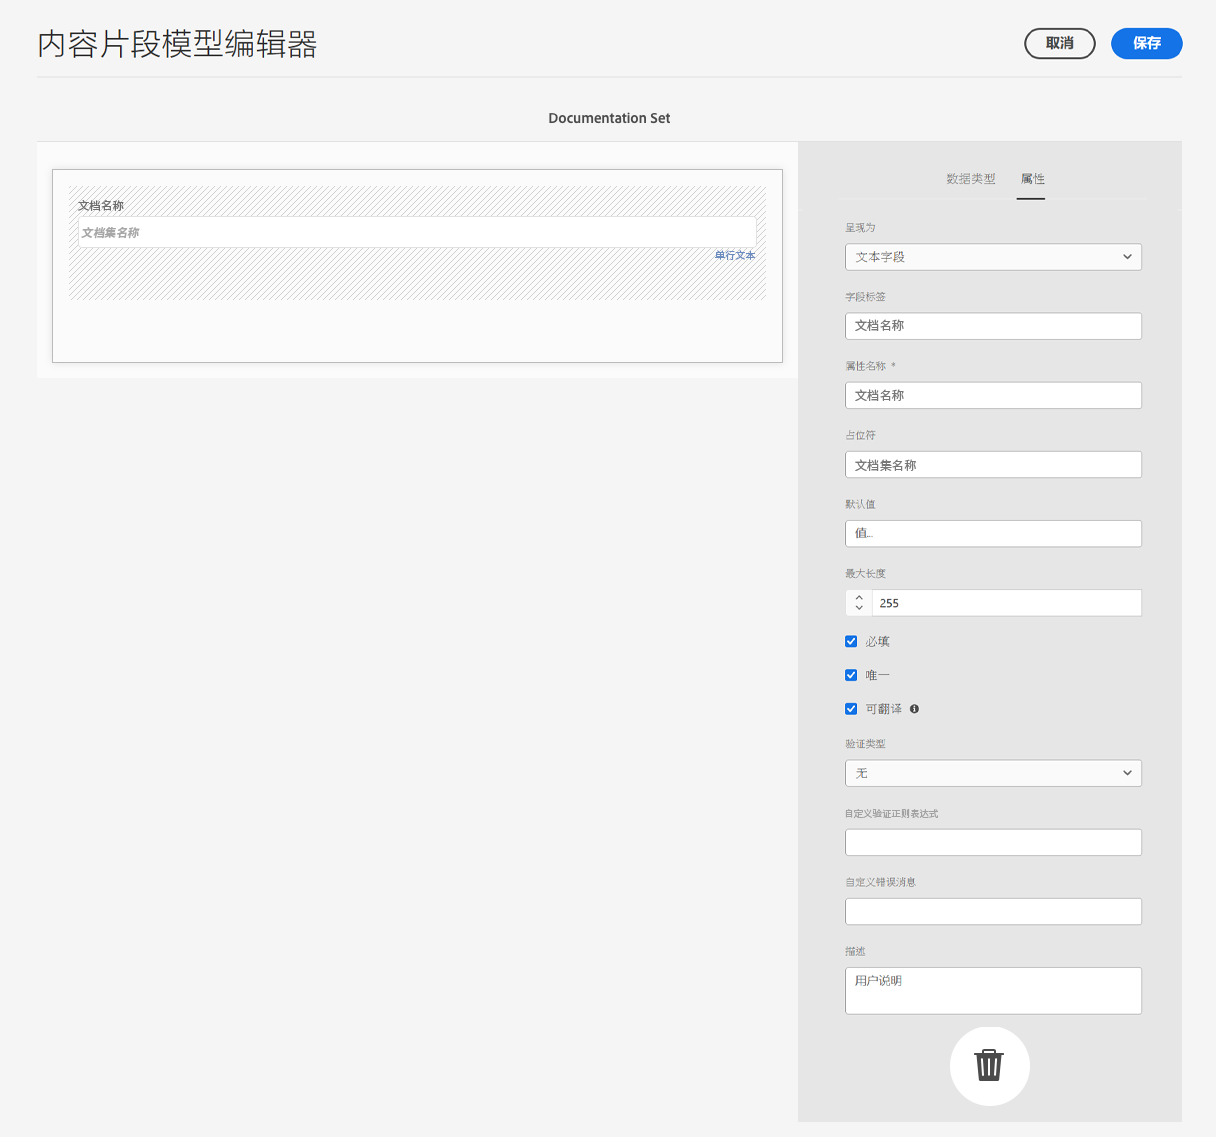 内容片段模型编辑器
取消
保存
Documentation Set
文档名称
文档集名称
单行文本
数据类型
属性
呈现为
文本字段
字段标签
文档名称
属性名称 *
文档名称
占位符
文档集名称
默认值
值...
最大长度
255
必填
唯一
可翻译
验证类型
无
自定义验证正则表达式
自定义错误消息
描述
用户说明